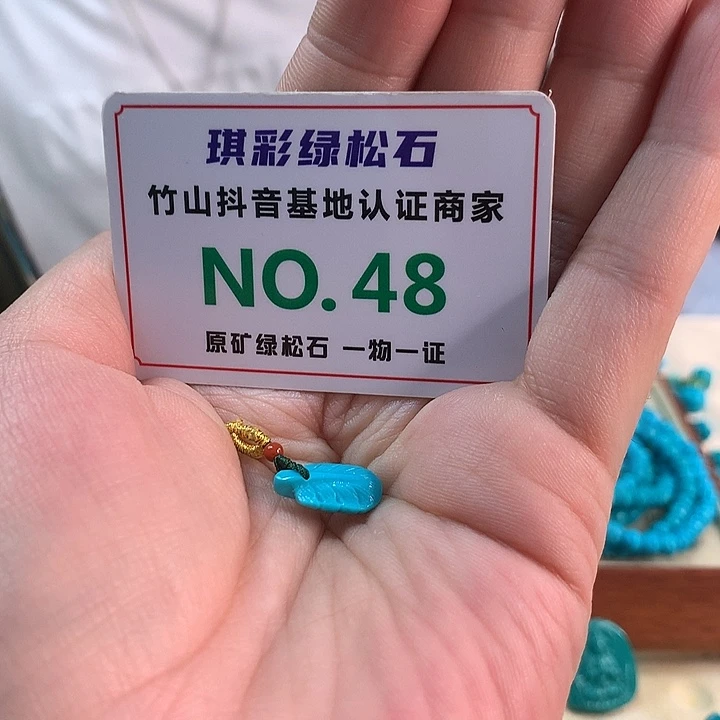 琪彩绿松石
竹山抖音基地认证商家
NO.48
原矿绿松石 一物一证